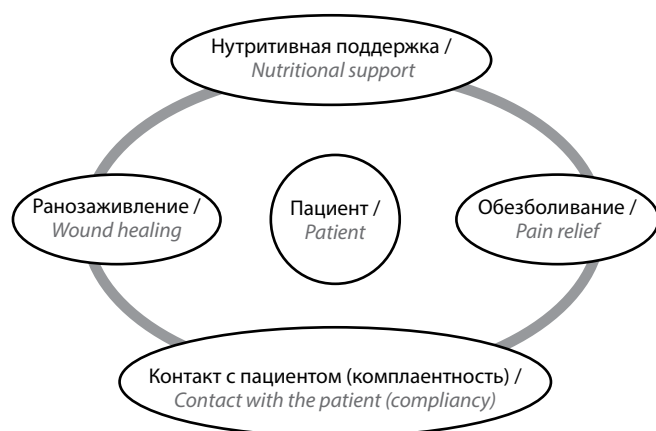 Нутритивная поддержка /
Nutritional support
Ранозаживление /
Wound healing
Пациент /
Patient
Обезболивание /
Pain relief
Контакт с пациентом (комплаентность) /
Contact with the patient (compliancy)